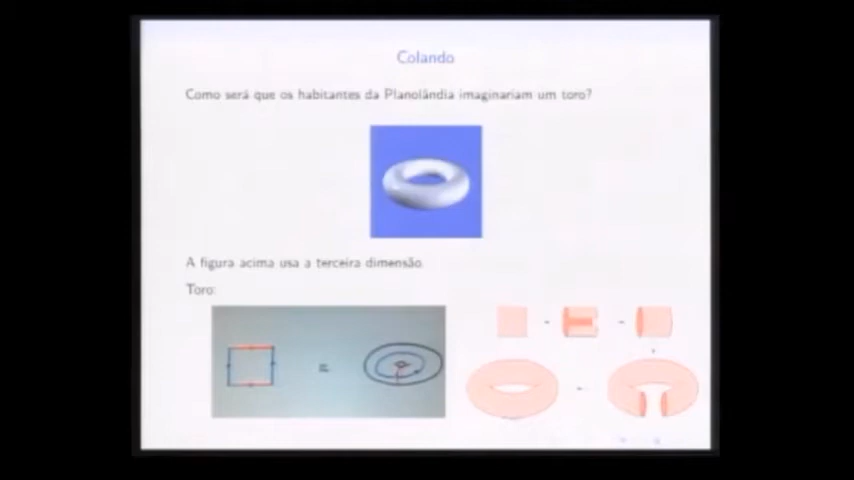 Colando
Como será que os habitantes da Planolândia imaginariam um toro?
A figura acima usa a terceira dimensão.
Toro: